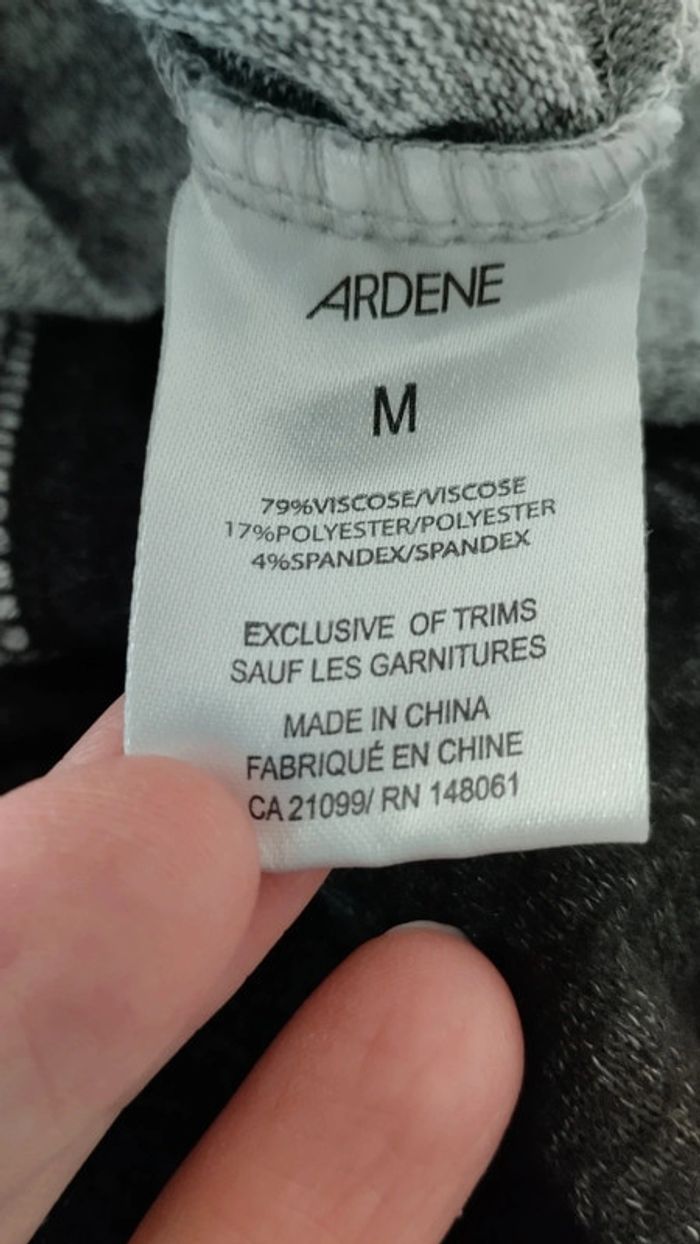 ARDENE
M
79%VISCOSE/VISCOSE
17%POLYESTER/POLYESTER
4%SPANDEX/SPANDEX
EXCLUSIVE OF TRIMS
SAUF LES GARNITURES
MADE IN CHINA
FABRIQUÉ EN CHINE
CA 21099/ RN 148061